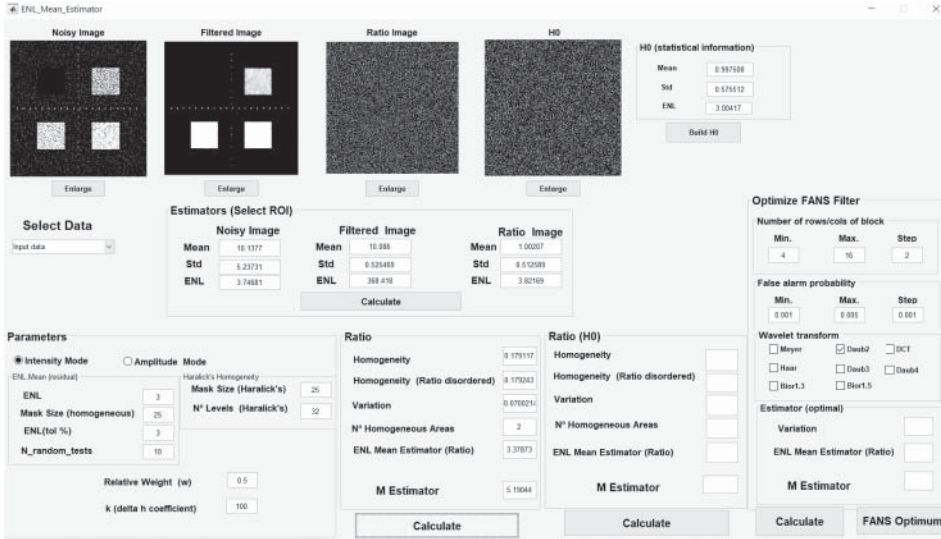 ENL_Mean_Estimator
Noisy Image
Filtered Image
Ratio Image
H0
Enlarge
Enlarge
Enlarge
Enlarge
H0 (statistical information)
Mean 0.997508
Std 0.575512
ENL 3.00417
Build H0
Select Data
Input data
Estimators (Select ROI)
Noisy Image
Mean 10.1377
Std 5.23731
ENL 3.74681
Filtered Image
Mean 10.086
Std 0.525469
ENL 368.418
Ratio Image
Mean 1.00207
Std 0.512589
ENL 3.82169
Calculate
Optimize FANS Filter
Number of rows/cols of block
Min. Max. Step
4 16 2
False alarm probability
Min. Max. Step
0.001 0.005 0.001
Wavelet transform
Meyer Daub2 DCT
Haar Daub3 Daub4
Bior1.3 Bior1.5
Estimator (optimal)
Variation
ENL Mean Estimator (Ratio)
M Estimator
Calculate
FANS Optimum
Parameters
Intensity Mode
Amplitude Mode
ENL Mean (residual)
ENL 3
Mask Size (homogeneous) 25
ENL(tol %) 3
N_random_tests 10
Haralick's Homogeneity
Mask Size (Haralick's) 25
Nº Levels (Haralick's) 32
Relative Weight (w) 0.5
k (delta h coefficient) 100
Ratio
Homogeneity 0.179117
Homogeneity (Ratio disordered) 0.179243
Variation
Nº Homogeneous Areas 2
ENL Mean Estimator (Ratio) 3.37873
M Estimator 5.19044
Calculate
Ratio (H0)
Homogeneity
Homogeneity (Ratio disordered)
Variation
Nº Homogeneous Areas
ENL Mean Estimator (Ratio)
M Estimator
Calculate